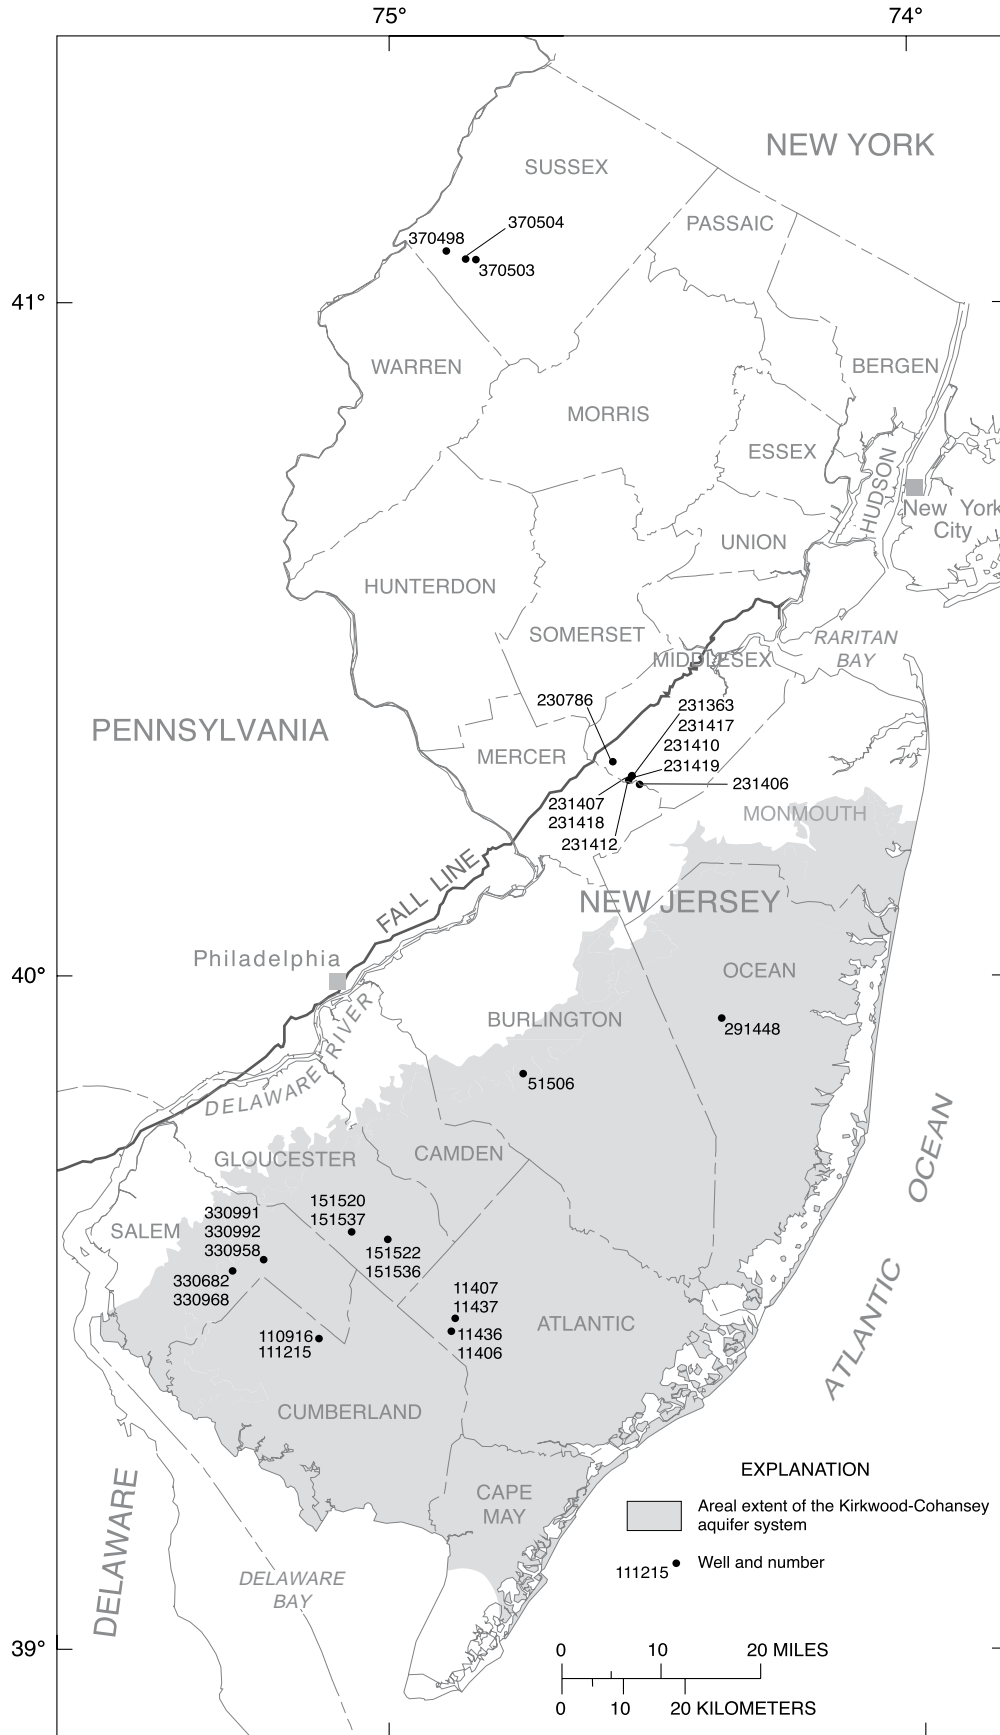 75°
74°
NEW YORK
SUSSEX
PASSAIC
370504
370498
370503
41°
WARREN
BERGEN
MORRIS
ESSEX
HUDSON
New York
City
UNION
HUNTERDON
SOMERSET
RARITAN
BAY
MIDDLESEX
230786
231363
231417
231410
231419
231406
PENNSYLVANIA
MERCER
231407
231418
231412
MONMOUTH
FALL LINE
NEW JERSEY
Philadelphia
40°
OCEAN
BURLINGTON
291448
51506
DELAWARE RIVER
GLOUCESTER
CAMDEN
SALEM
330991
330992
330958
151520
151537
151522
151536
330682
330968
11407
11437
11436
11406
ATLANTIC
110916
111215
ATLANTIC OCEAN
CUMBERLAND
CAPE
MAY
DELAWARE
DELAWARE
BAY
EXPLANATION
Areal extent of the Kirkwood-Cohansey
aquifer system
111215
Well and number
39°
0 10 20 MILES
0 10 20 KILOMETERS